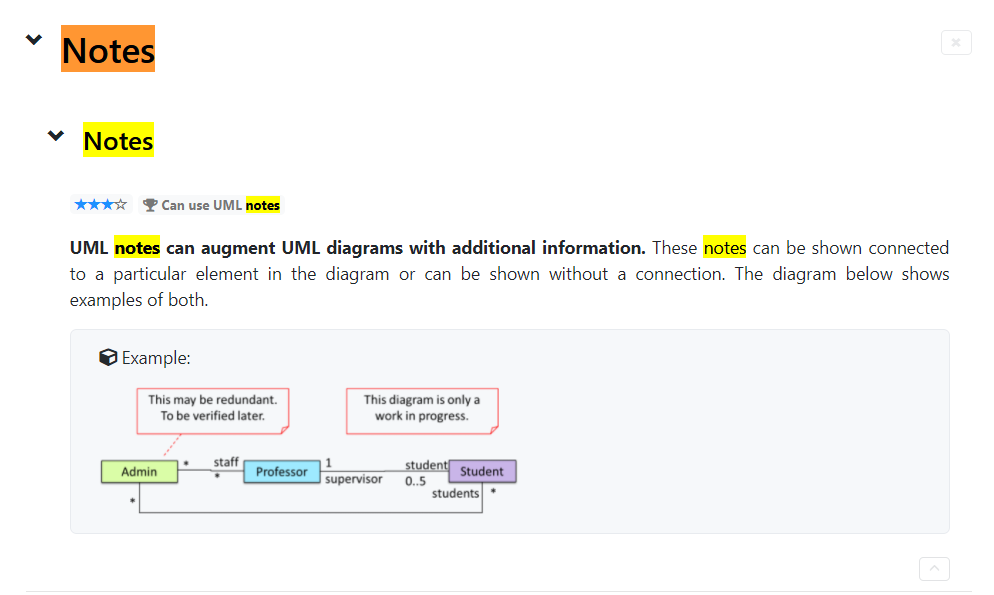 Notes
Notes
★★★☆ Can use UML notes
UML notes can augment UML diagrams with additional information. These notes can be shown connected
to a particular element in the diagram or can be shown without a connection. The diagram below shows
examples of both.
Example:
This may be redundant.
To be verified later.
This diagram is only a
work in progress.
Admin
*
staff
*
Professor
1
supervisor
student
0..5
Student
*
students
*